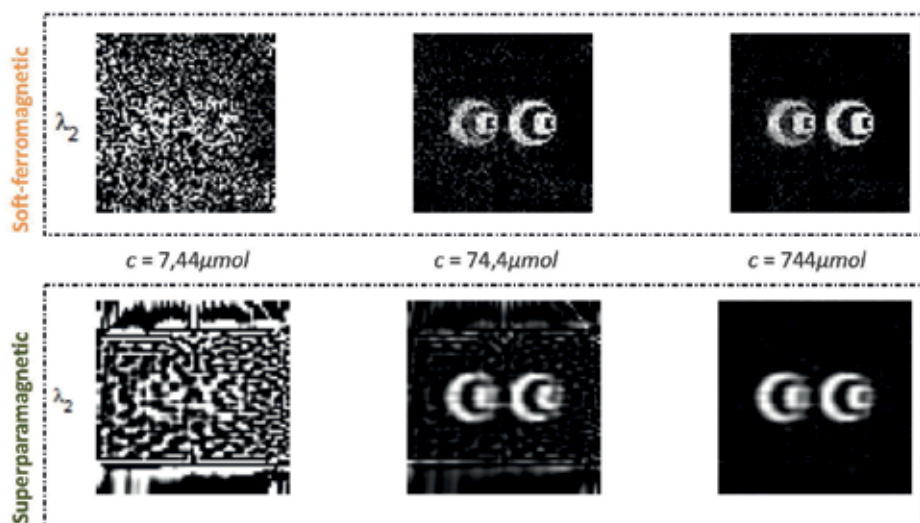 Soft-ferromagnetic
λ2
c = 7,44μmol
c = 74,4μmol
c = 744μmol
Superparamagnetic
λ2